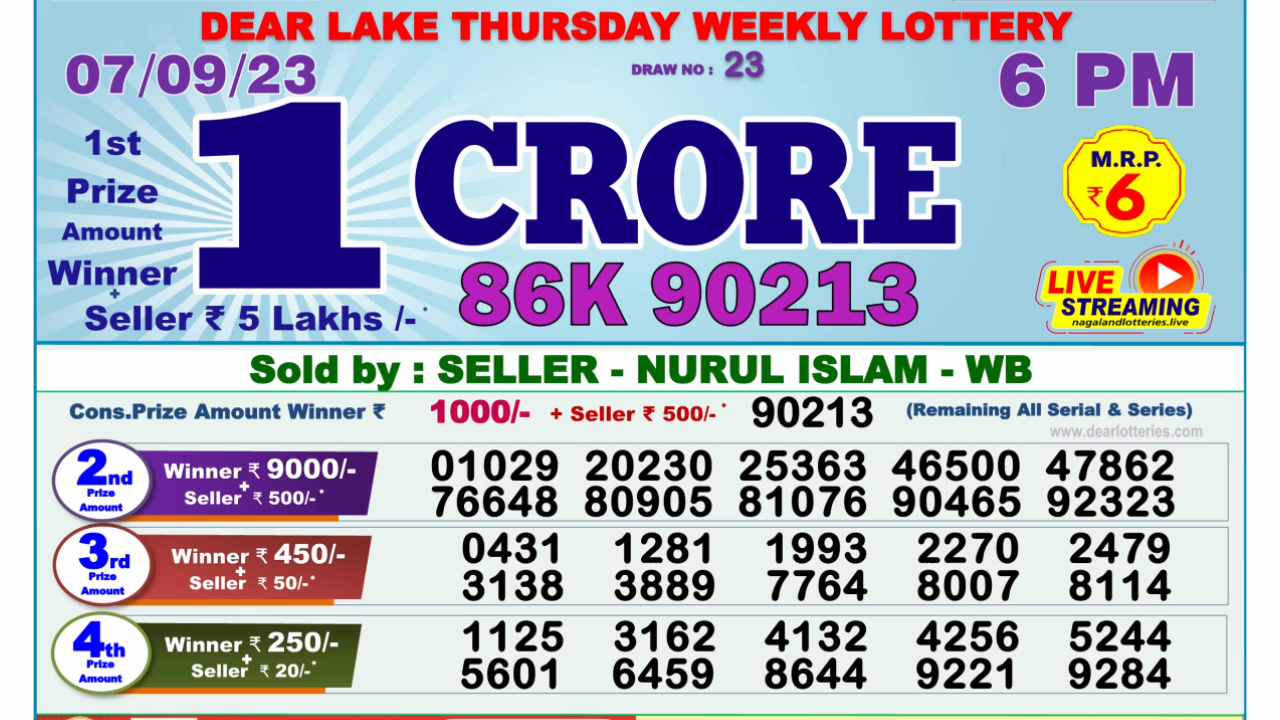 DEAR LAKE THURSDAY WEEKLY LOTTERY
07/09/23
DRAW NO : 23
6 PM
1st
Prize
Amount
Winner
+
Seller ₹ 5 Lakhs /-*
1 CRORE
86K 90213
M.R.P.
₹6
LIVE
STREAMING
nagalandlotteries.live
Sold by : SELLER - NURUL ISLAM - WB
Cons.Prize Amount Winner ₹ 1000/- + Seller ₹ 500/-* 90213 (Remaining All Serial & Series)
www.dearlotteries.com
2nd
Prize
Amount
Winner ₹ 9000/-
+
Seller ₹ 500/-*
01029 20230 25363 46500 47862
76648 80905 81076 90465 92323
3rd
Prize
Amount
Winner ₹ 450/-
+
Seller ₹ 50/-*
0431 1281 1993 2270 2479
3138 3889 7764 8007 8114
4th
Prize
Amount
Winner ₹ 250/-
+
Seller ₹ 20/-*
1125 3162 4132 4256 5244
5601 6459 8644 9221 9284